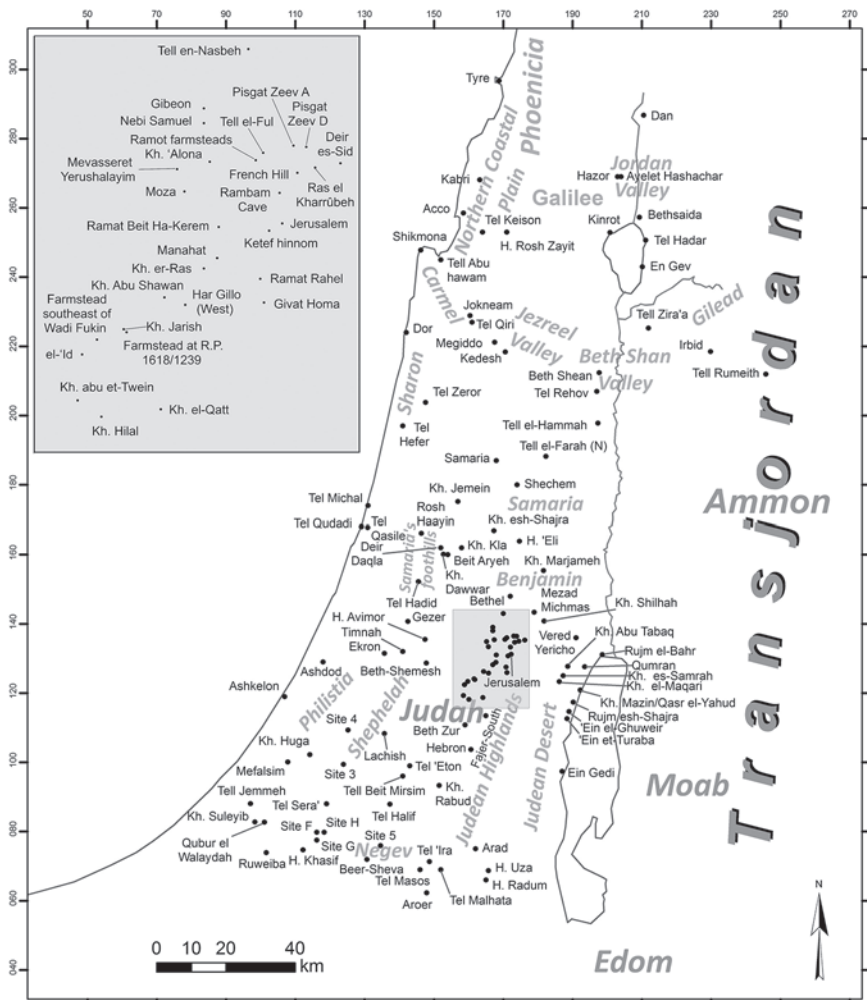 50 70 90 110 130 150 170 190 210 230 250 270
300
280
260
240
220
200
180
160
140
120
100
080
060
040
Tell en-Nasbeh
Pisgat Zeev A
Gibeon
Pisgat
Zeev D
Nebi Samuel
Tell el-Ful
Deir
es-Sid
Ramot farmsteads
Kh. 'Alona
Mevasseret
Yerushalayim
French Hill
Moza
Rambam
Cave
Ras el
Kharrûbeh
Ramat Beit Ha-Kerem
Jerusalem
Ketef hinnom
Manahat
Kh. er-Ras
Kh. Abu Shawan
Ramat Rahel
Har Gillo
(West)
Givat Homa
Farmstead
southeast of
Wadi Fukin
Kh. Jarish
Farmstead at R.P.
1618/1239
el-'Id
Kh. abu et-Twein
Kh. el-Qatt
Kh. Hilal
Tyre
Phoenicia
Northern Coastal
Plain
Dan
Jordan
Valley
Hazor
Ayelet Hashachar
Kabri
Galilee
Acco
Tel Keison
Kinrot
Bethsaida
Shikmona
H. Rosh Zayit
Tel Hadar
Tell Abu
hawam
En Gev
Carmel
Gilead
Jokneam
Tel Qiri
Jezreel
Valley
Tell Zira'a
Dor
Megiddo
Kedesh
Irbid
Beth Shan
Valley
Beth Shean
Tell Rumeith
Tel Rehov
Sharon
Tel Zeror
Tel
Hefer
Tell el-Hammah
Tell el-Farah (N)
Samaria
Shechem
Kh. Jemein
Samaria
Tel Michal
Rosh
Haayin
Tel Qudadi
Tel
Qasile
Kh. esh-Shajra
H. 'Eli
Deir
Daqla
Samaria's
foothills
Kh. Kla
Beit Aryeh
Kh. Marjameh
Kh.
Dawwar
Benjamin
Tel Hadid
Bethel
Mezad
Michmas
Kh. Shilhah
Gezer
H. Avimor
Timnah
Ekron
Vered
Yericho
Kh. Abu Tabaq
Rujm el-Bahr
Ashdod
Beth-Shemesh
Qumran
Kh. es-Samrah
Kh. el-Maqari
Jerusalem
Kh. Mazin/Qasr el-Yahud
Ashkelon
Philistia
Shephelah
Judah
Rujm esh-Shajra
'Ein el-Ghuweir
'Ein et-Turaba
Site 4
Beth Zur
Fajer-South
Kh. Huga
Lachish
Hebron
Judean Highlands
Judean Desert
Mefalsim
Site 3
Tel 'Eton
Ein Gedi
Tell Jemmeh
Tell Beit Mirsim
Kh.
Rabud
Kh. Suleyib
Tel Sera'
Tel Halif
Site F
Site H
Qubur el
Walaydah
Site G
Site 5
Negev
Ruweiba
H. Khasif
Tel 'Ira
Arad
Beer-Sheva
Tel Masos
H. Uza
H. Radum
Aroer
Tel Malhata
Transjordan
Ammon
Moab
Edom
N
0 10 20 40
km